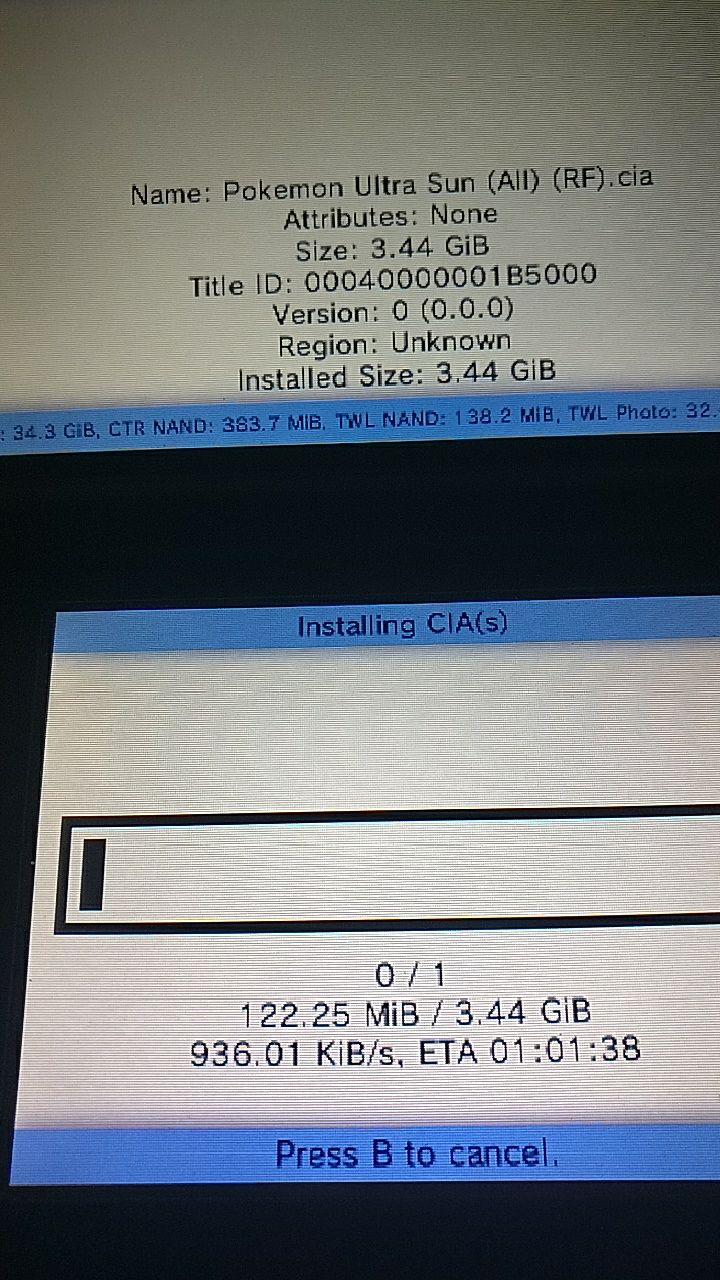 Name: Pokemon Ultra Sun (All) (RF).cia
Attributes: None
Size: 3.44 GiB
Title ID: 00040000001B5000
Version: 0 (0.0.0)
Region: Unknown
Installed Size: 3.44 GiB
: 34.3 GiB, CTR NAND: 383.7 MiB, TWL NAND: 138.2 MiB, TWL Photo: 32.
Installing CIA(s)
0 / 1
122.25 MiB / 3.44 GiB
936.01 KiB/s, ETA 01:01:38
Press B to cancel.